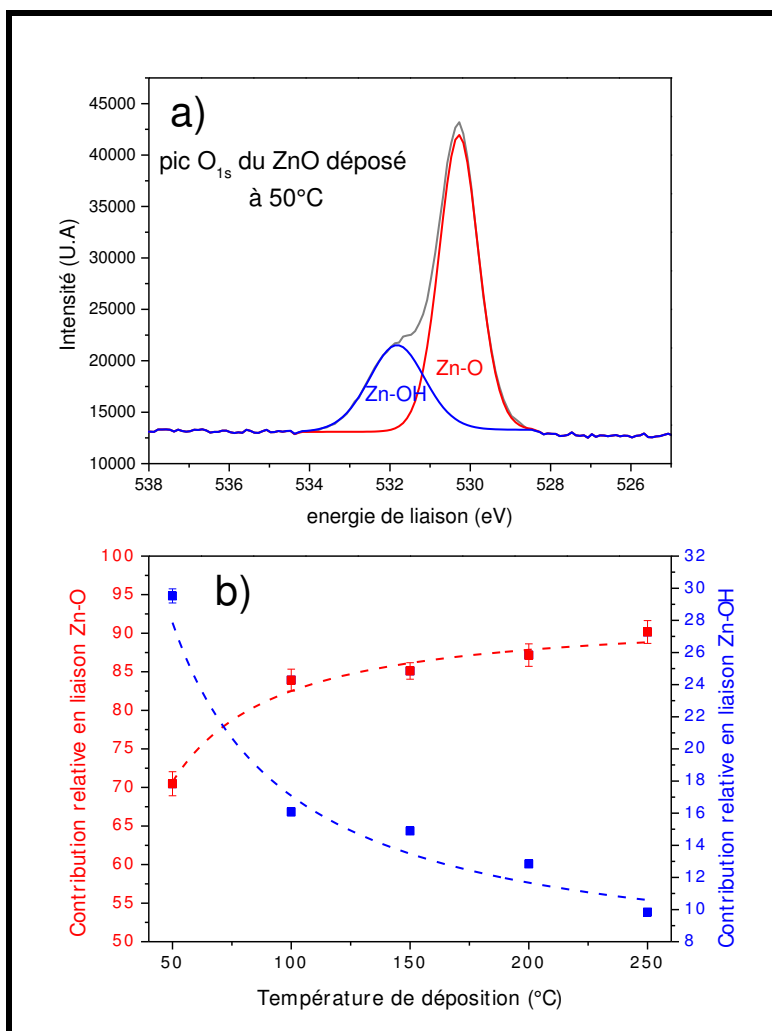 a)
pic O1s du ZnO déposé
à 50°C
45000
40000
35000
30000
25000
20000
15000
10000
Intensité (U.A)
Zn-O
Zn-OH
538 536 534 532 530 528 526
energie de liaison (eV)
b)
100
95
90
85
80
75
70
65
60
55
50
Contribution relative en liaison Zn-O
32
30
28
26
24
22
20
18
16
14
12
10
8
Contribution relative en liaison Zn-OH
50 100 150 200 250
Température de déposition (°C)